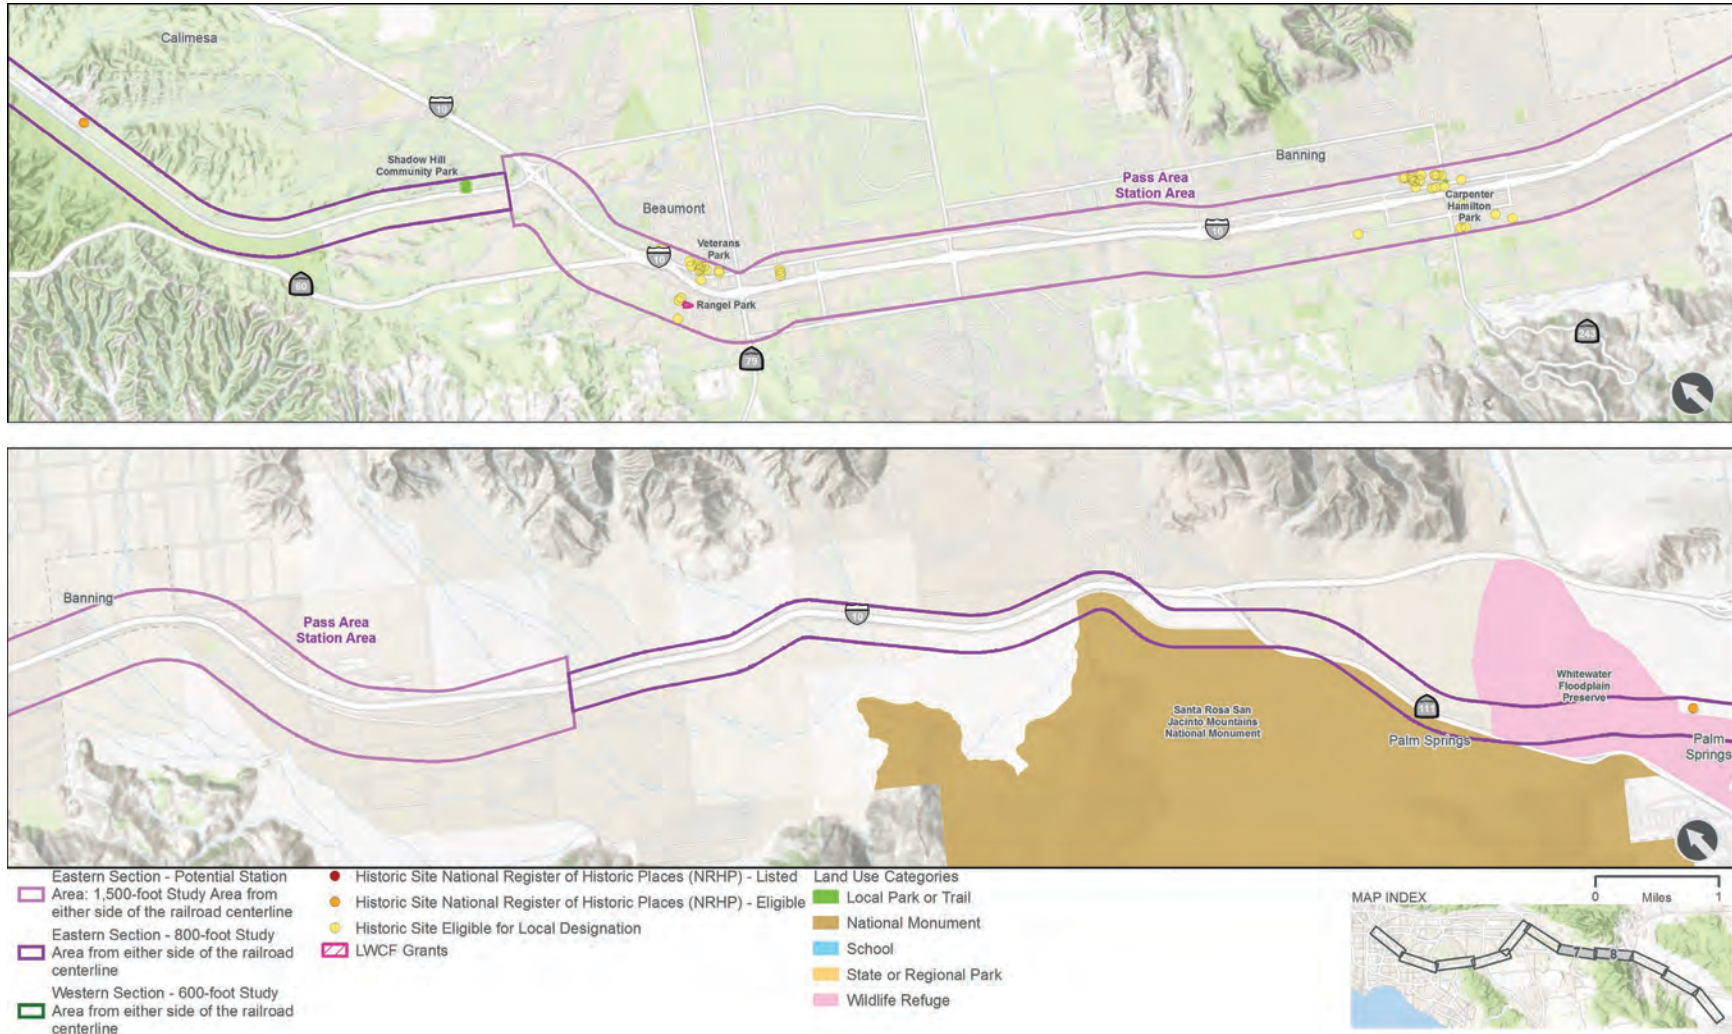 Calimesa
10
Shadow Hill
Community Park
Beaumont
Veterans
Park
10
Rangel Park
60
79
Pass Area
Station Area
Banning
10
Carpenter
Hamilton
Park
243
Banning
Pass Area
Station Area
10
Santa Rosa San
Jacinto Mountains
National Monument
111
Palm Springs
Whitewater
Floodplain
Preserve
Palm
Springs
Eastern Section - Potential Station
Area: 1,500-foot Study Area from
either side of the railroad centerline
Eastern Section - 800-foot Study
Area from either side of the railroad
centerline
Western Section - 600-foot Study
Area from either side of the railroad
centerline
Historic Site National Register of Historic Places (NRHP) - Listed
Historic Site National Register of Historic Places (NRHP) - Eligible
Historic Site Eligible for Local Designation
LWCF Grants
Land Use Categories
Local Park or Trail
National Monument
School
State or Regional Park
Wildlife Refuge
0 Miles 1
MAP INDEX
7 8